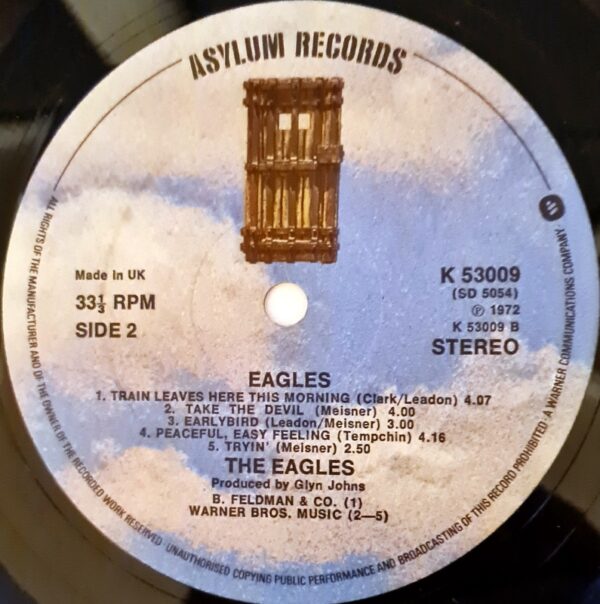 ASYLUM RECORDS
Made in UK
33⅓ RPM
SIDE 2
K 53009
(SD 5054)
℗ 1972
K 53009 B
STEREO
EAGLES
1. TRAIN LEAVES HERE THIS MORNING (Clark/Leadon) 4.07
2. TAKE THE DEVIL (Meisner) 4.00
3. EARLYBIRD (Leadon/Meisner) 3.00
4. PEACEFUL, EASY FEELING (Tempchin) 4.16
5. TRYIN' (Meisner) 2.50
THE EAGLES
Produced by Glyn Johns
B. FELDMAN & CO. (1)
WARNER BROS. MUSIC (2—5)
ALL RIGHTS OF THE MANUFACTURER AND OF THE OWNER OF THE RECORDED WORK RESERVED · UNAUTHORISED COPYING PUBLIC PERFORMANCE AND BROADCASTING OF THIS RECORD PROHIBITED · A WARNER COMMUNICATIONS COMPANY